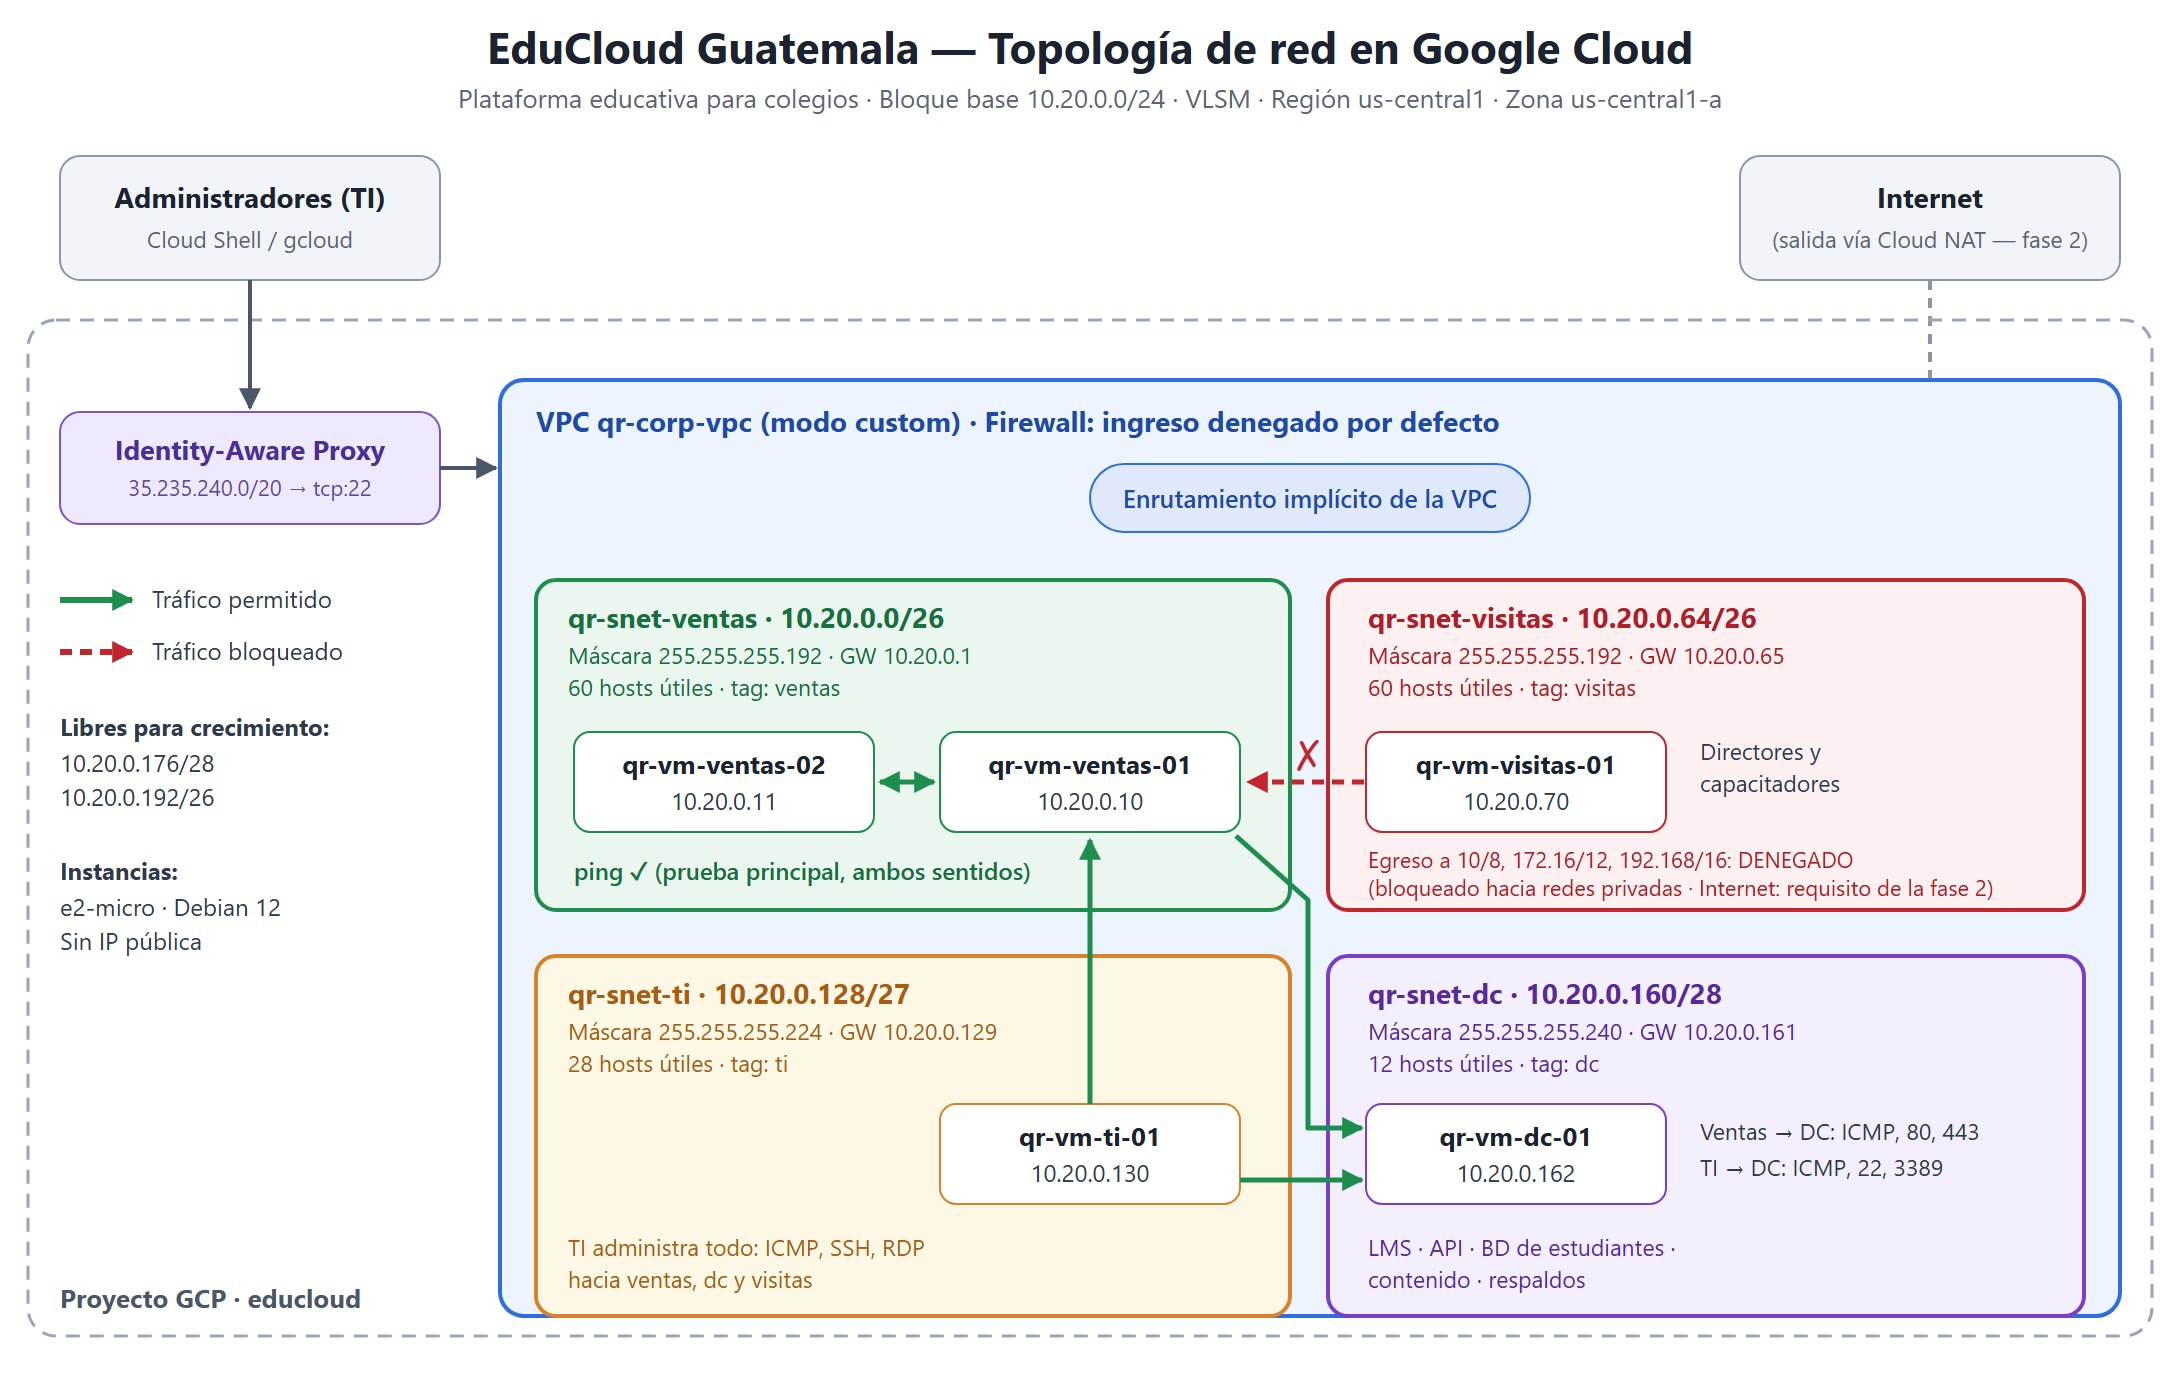 EduCloud Guatemala — Topología de red en Google Cloud
Plataforma educativa para colegios · Bloque base 10.20.0.0/24 · VLSM · Región us-central1 · Zona us-central1-a
Administradores (TI)
Cloud Shell / gcloud
Internet
(salida vía Cloud NAT — fase 2)
Identity-Aware Proxy
35.235.240.0/20 → tcp:22
Tráfico permitido
Tráfico bloqueado
Libres para crecimiento:
10.20.0.176/28
10.20.0.192/26
Instancias:
e2-micro · Debian 12
Sin IP pública
Proyecto GCP · educloud
VPC qr-corp-vpc (modo custom) · Firewall: ingreso denegado por defecto
Enrutamiento implícito de la VPC
qr-snet-ventas · 10.20.0.0/26
Máscara 255.255.255.192 · GW 10.20.0.1
60 hosts útiles · tag: ventas
qr-vm-ventas-02
10.20.0.11
qr-vm-ventas-01
10.20.0.10
ping ✓ (prueba principal, ambos sentidos)
✗
qr-snet-visitas · 10.20.0.64/26
Máscara 255.255.255.192 · GW 10.20.0.65
60 hosts útiles · tag: visitas
qr-vm-visitas-01
10.20.0.70
Directores y
capacitadores
Egreso a 10/8, 172.16/12, 192.168/16: DENEGADO
(bloqueado hacia redes privadas · Internet: requisito de la fase 2)
qr-snet-ti · 10.20.0.128/27
Máscara 255.255.255.224 · GW 10.20.0.129
28 hosts útiles · tag: ti
qr-vm-ti-01
10.20.0.130
TI administra todo: ICMP, SSH, RDP
hacia ventas, dc y visitas
qr-snet-dc · 10.20.0.160/28
Máscara 255.255.255.240 · GW 10.20.0.161
12 hosts útiles · tag: dc
qr-vm-dc-01
10.20.0.162
Ventas → DC: ICMP, 80, 443
TI → DC: ICMP, 22, 3389
LMS · API · BD de estudiantes ·
contenido · respaldos